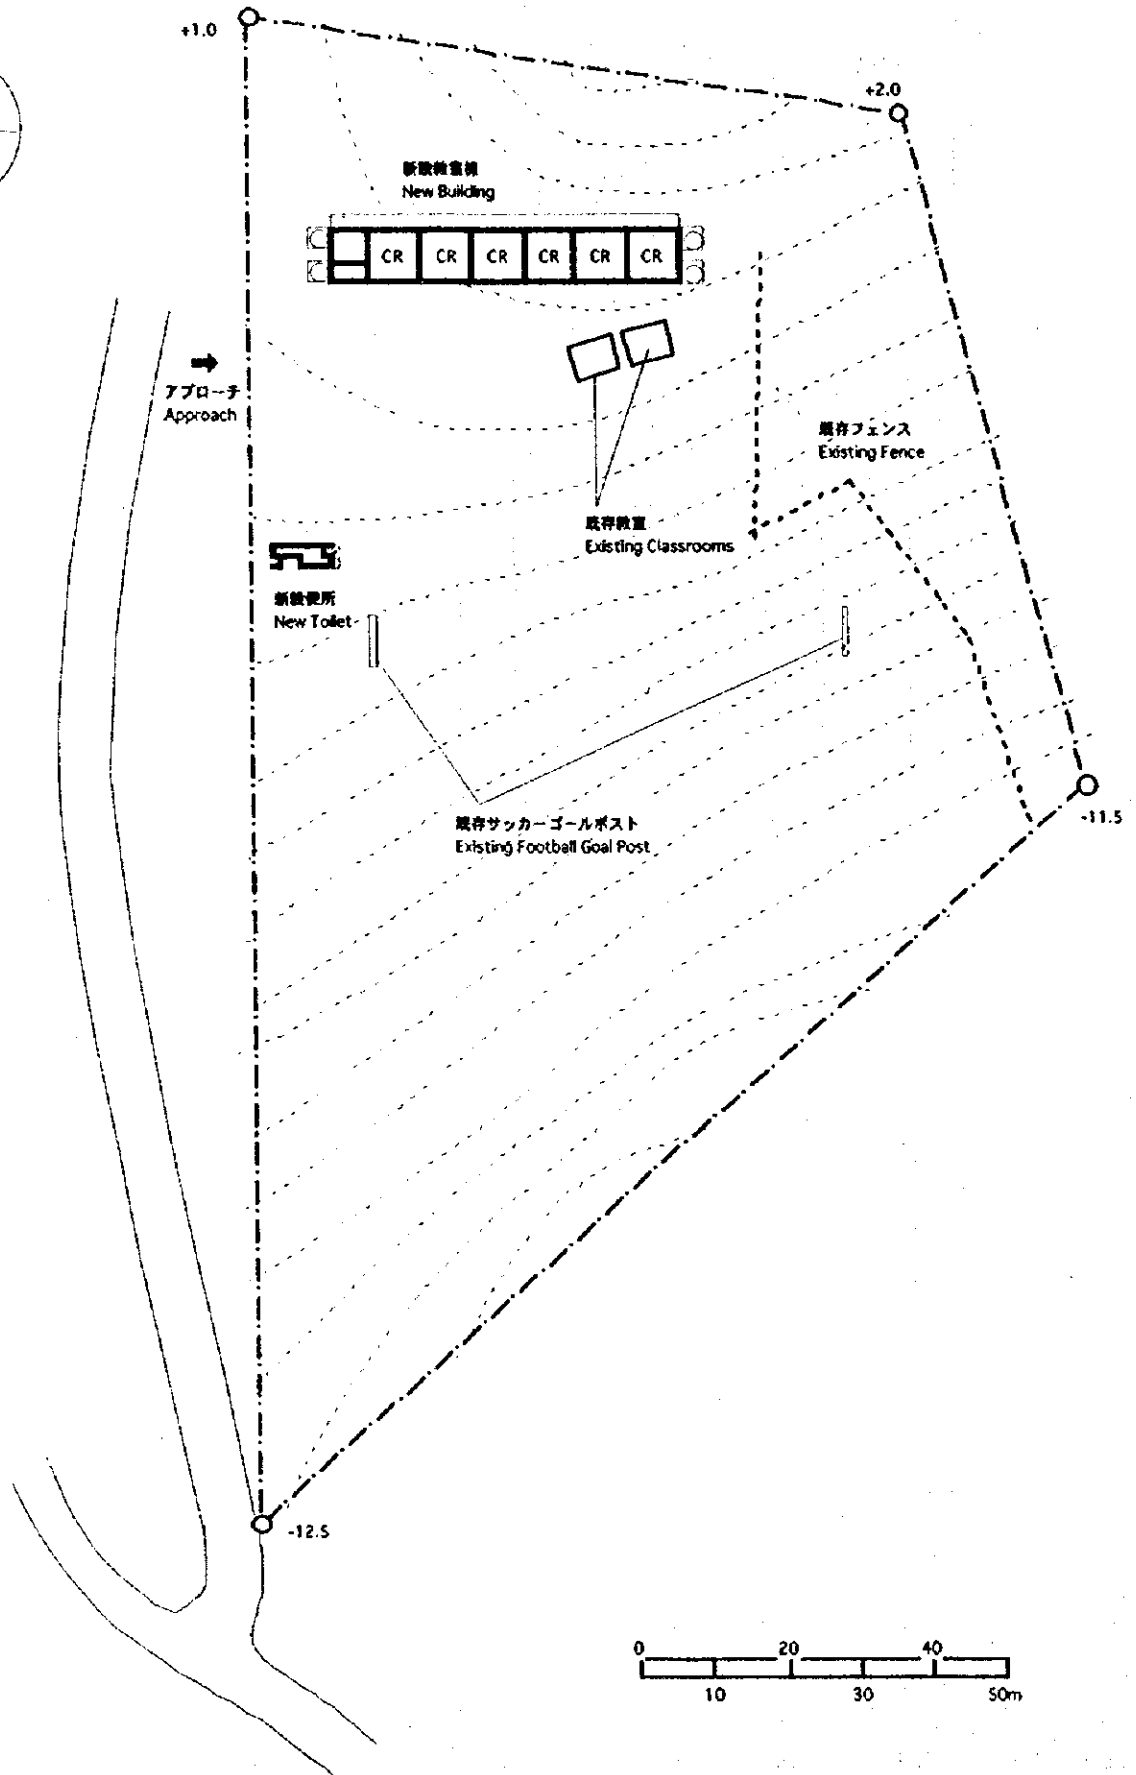 +1.0
+2.0
新設教室棟
New Building
CR CR CR CR CR CR
アプローチ
Approach
既存フェンス
Existing Fence
既存教室
Existing Classrooms
新設便所
New Toilet
既存サッカーゴールポスト
Existing Football Goal Post
-11.5
-12.5
0 20 40
10 30 50m